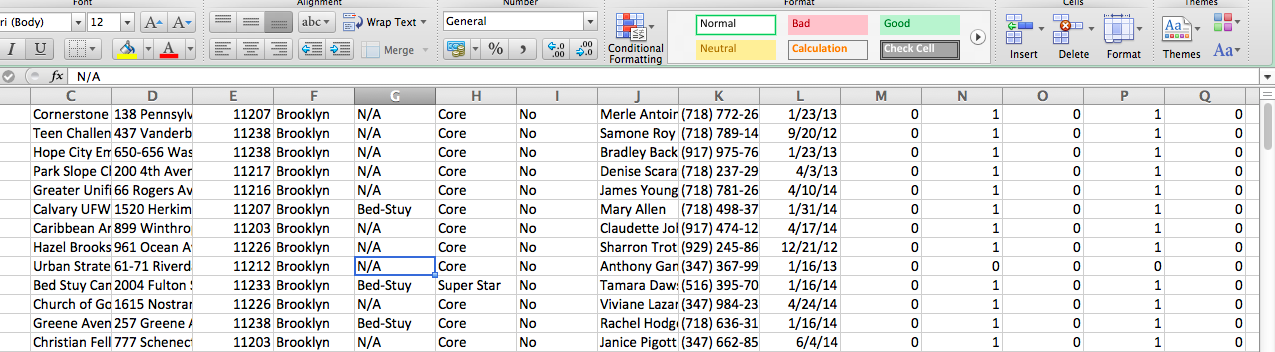 Font Alignment Number Format Cells Themes
ri (Body) 12 A A abc Wrap Text General Normal Bad Good
I U A Merge % , .0 .00 .00 .0 Conditional Formatting Neutral Calculation Check Cell Insert Delete Format Themes Aa
fx N/A
C D E F G H I J K L M N O P Q
Cornerstone 138 Pennsylv 11207 Brooklyn N/A Core No Merle Antoin (718) 772-26 1/23/13 0 1 0 1 0
Teen Challen 437 Vanderb 11238 Brooklyn N/A Core No Samone Roy (718) 789-14 9/20/12 0 1 0 1 0
Hope City Em 650-656 Was 11238 Brooklyn N/A Core No Bradley Back (917) 975-76 1/23/13 0 1 0 1 0
Park Slope Cl 200 4th Aver 11217 Brooklyn N/A Core No Denise Scara (718) 237-29 4/3/13 0 1 0 1 0
Greater Unifi 66 Rogers Av 11216 Brooklyn N/A Core No James Young (718) 781-26 4/10/14 0 1 0 1 0
Calvary UFW 1520 Herkim 11207 Brooklyn Bed-Stuy Core No Mary Allen (718) 498-37 1/31/14 0 1 0 1 0
Caribbean Ar 899 Winthro 11203 Brooklyn N/A Core No Claudette Jol (917) 474-12 4/17/14 0 1 0 1 0
Hazel Brooks 961 Ocean A 11226 Brooklyn N/A Core No Sharron Trot (929) 245-86 12/21/12 0 1 0 1 0
Urban Strate 61-71 Riverd 11212 Brooklyn N/A Core No Anthony Gan (347) 367-99 1/16/13 0 0 0 0 0
Bed Stuy Can 2004 Fulton 11233 Brooklyn Bed-Stuy Super Star No Tamara Daw (516) 395-70 1/16/14 0 1 0 1 0
Church of Go 1615 Nostrar 11226 Brooklyn N/A Core No Viviane Lazar (347) 984-23 4/24/14 0 1 0 1 0
Greene Aven 257 Greene A 11238 Brooklyn Bed-Stuy Core No Rachel Hodg (718) 636-31 1/16/14 0 1 0 1 0
Christian Fell 777 Schenec 11203 Brooklyn N/A Core No Janice Pigott (347) 662-85 6/4/14 0 1 0 1 0